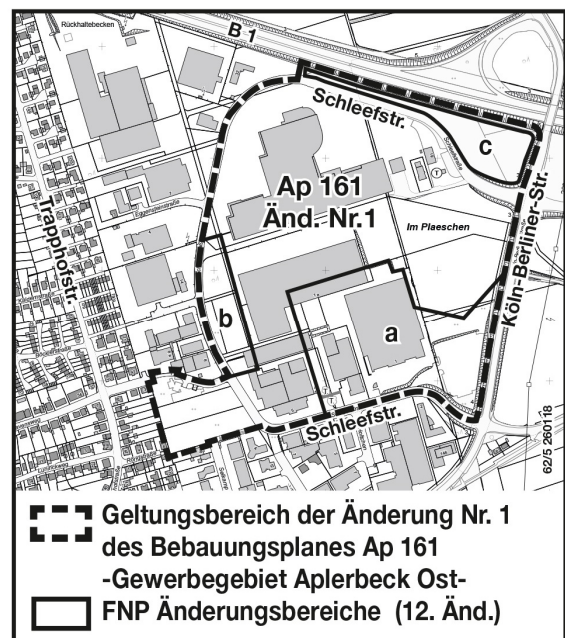 Rückhaltebecken
B 1
Schleefstr.
c
Ap 161
Änd. Nr.1
Eggensteinstraße
Trapphofstr.
Im Plaeschen
Köln-Berliner-Str.
b
a
Schleefstr.
62/5 260118
Geltungsbereich der Änderung Nr. 1
des Bebauungsplanes Ap 161
-Gewerbegebiet Aplerbeck Ost-
FNP Änderungsbereiche (12. Änd.)